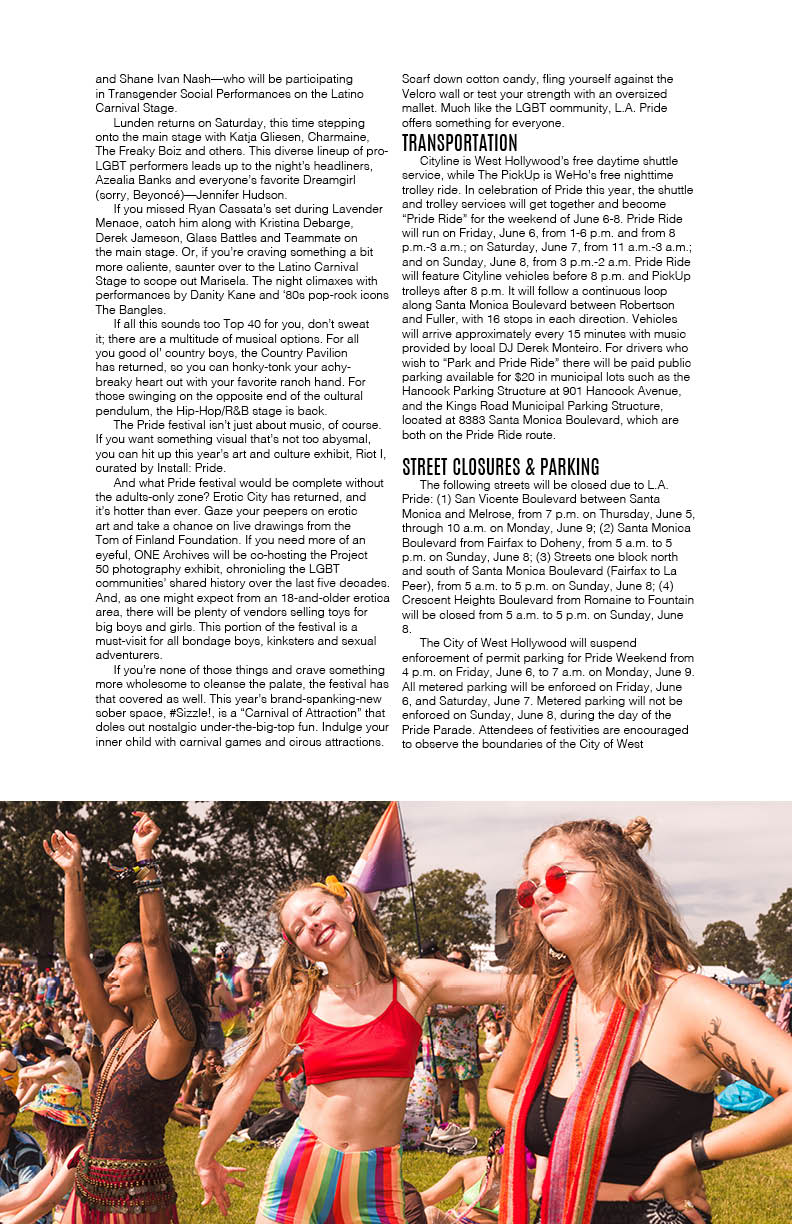 and Shane Ivan Nash—who will be participating
in Transgender Social Performances on the Latino
Carnival Stage.
Lunden returns on Saturday, this time stepping
onto the main stage with Katja Gliesen, Charmaine,
The Freaky Boiz and others. This diverse lineup of pro-
LGBT performers leads up to the night’s headliners,
Azealia Banks and everyone’s favorite Dreamgirl
(sorry, Beyoncé)—Jennifer Hudson.
If you missed Ryan Cassata’s set during Lavender
Menace, catch him along with Kristina Debarge,
Derek Jameson, Glass Battles and Teammate on
the main stage. Or, if you’re craving something a bit
more caliente, saunter over to the Latino Carnival
Stage to scope out Marisela. The night climaxes with
performances by Danity Kane and ‘80s pop-rock icons
The Bangles.
If all this sounds too Top 40 for you, don’t sweat
it; there are a multitude of musical options. For all
you good ol’ country boys, the Country Pavilion
has returned, so you can honky-tonk your achy-
breaky heart out with your favorite ranch hand. For
those swinging on the opposite end of the cultural
pendulum, the Hip-Hop/R&B stage is back.
The Pride festival isn’t just about music, of course.
If you want something visual that’s not too abysmal,
you can hit up this year’s art and culture exhibit, Riot I,
curated by Install: Pride.
And what Pride festival would be complete without
the adults-only zone? Erotic City has returned, and
it’s hotter than ever. Gaze your peepers on erotic
art and take a chance on live drawings from the
Tom of Finland Foundation. If you need more of an
eyeful, ONE Archives will be co-hosting the Project
50 photography exhibit, chronicling the LGBT
communities’ shared history over the last five decades.
And, as one might expect from an 18-and-older erotica
area, there will be plenty of vendors selling toys for
big boys and girls. This portion of the festival is a
must-visit for all bondage boys, kinksters and sexual
adventurers.
If you’re none of those things and crave something
more wholesome to cleanse the palate, the festival has
that covered as well. This year’s brand-spanking-new
sober space, #Sizzle!, is a “Carnival of Attraction” that
doles out nostalgic under-the-big-top fun. Indulge your
inner child with carnival games and circus attractions.
Scarf down cotton candy, fling yourself against the
Velcro wall or test your strength with an oversized
mallet. Much like the LGBT community, L.A. Pride
offers something for everyone.
TRANSPORTATION
Cityline is West Hollywood’s free daytime shuttle
service, while The PickUp is WeHo’s free nighttime
trolley ride. In celebration of Pride this year, the shuttle
and trolley services will get together and become
“Pride Ride” for the weekend of June 6-8. Pride Ride
will run on Friday, June 6, from 1-6 p.m. and from 8
p.m.-3 a.m.; on Saturday, June 7, from 11 a.m.-3 a.m.;
and on Sunday, June 8, from 3 p.m.-2 a.m. Pride Ride
will feature Cityline vehicles before 8 p.m. and PickUp
trolleys after 8 p.m. It will follow a continuous loop
along Santa Monica Boulevard between Robertson
and Fuller, with 16 stops in each direction. Vehicles
will arrive approximately every 15 minutes with music
provided by local DJ Derek Monteiro. For drivers who
wish to “Park and Pride Ride” there will be paid public
parking available for $20 in municipal lots such as the
Hancock Parking Structure at 901 Hancock Avenue,
and the Kings Road Municipal Parking Structure,
located at 8383 Santa Monica Boulevard, which are
both on the Pride Ride route.
STREET CLOSURES & PARKING
The following streets will be closed due to L.A.
Pride: (1) San Vicente Boulevard between Santa
Monica and Melrose, from 7 p.m. on Thursday, June 5,
through 10 a.m. on Monday, June 9; (2) Santa Monica
Boulevard from Fairfax to Doheny, from 5 a.m. to 5
p.m. on Sunday, June 8; (3) Streets one block north
and south of Santa Monica Boulevard (Fairfax to La
Peer), from 5 a.m. to 5 p.m. on Sunday, June 8; (4)
Crescent Heights Boulevard from Romaine to Fountain
will be closed from 5 a.m. to 5 p.m. on Sunday, June
8.
The City of West Hollywood will suspend
enforcement of permit parking for Pride Weekend from
4 p.m. on Friday, June 6, to 7 a.m. on Monday, June 9.
All metered parking will be enforced on Friday, June
6, and Saturday, June 7. Metered parking will not be
enforced on Sunday, June 8, during the day of the
Pride Parade. Attendees of festivities are encouraged
to observe the boundaries of the City of West